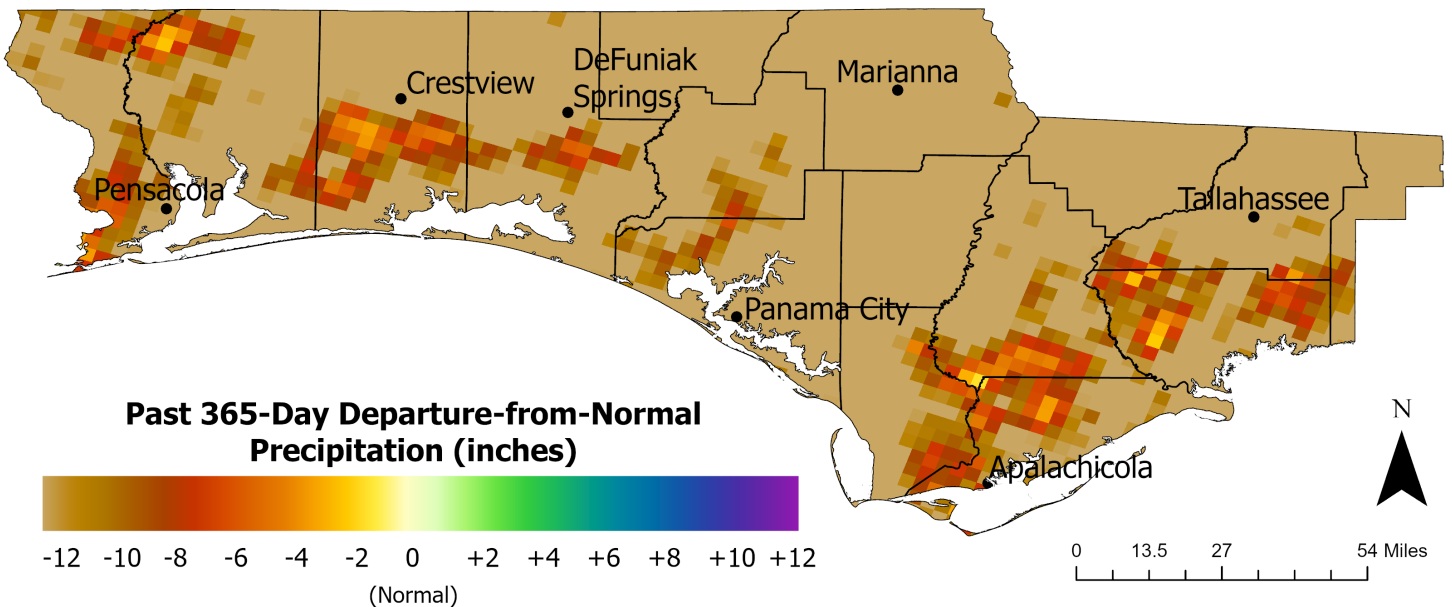 DeFuniak
Springs
Crestview
Marianna
Pensacola
Tallahassee
Panama City
Apalachicola
Past 365-Day Departure-from-Normal
Precipitation (inches)
-12 -10 -8 -6 -4 -2 0 +2 +4 +6 +8 +10 +12
(Normal)
N
0 13.5 27 54 Miles